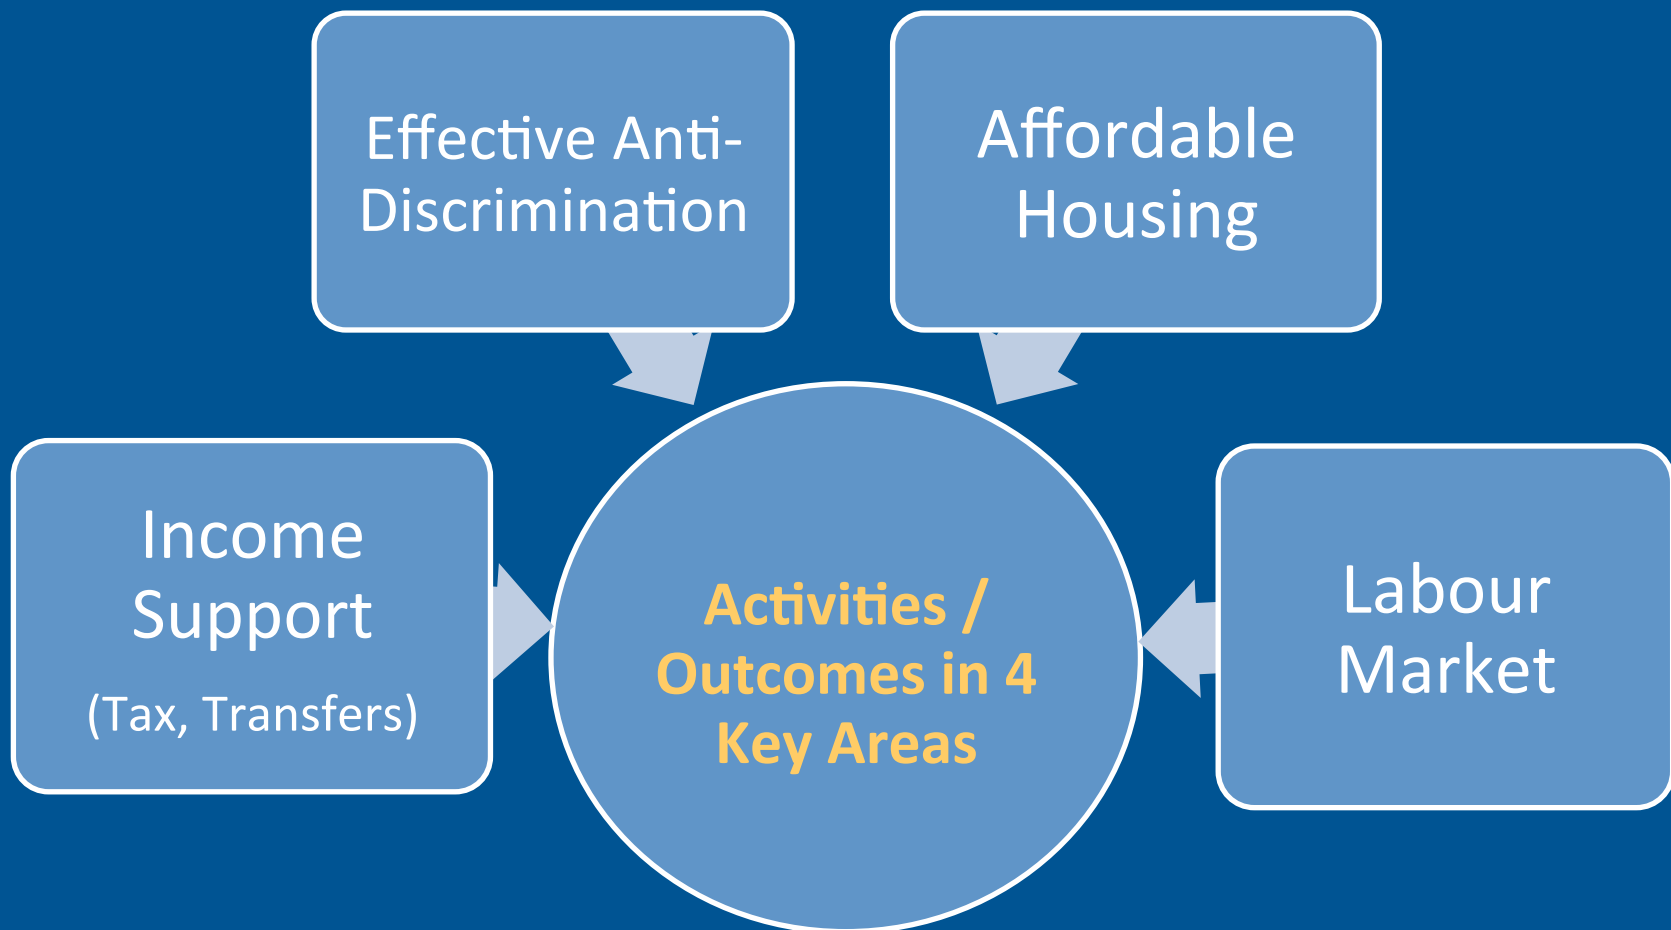 Effective Anti-
Discrimination
Affordable
Housing
Income
Support
(Tax, Transfers)
Activities /
Outcomes in 4
Key Areas
Labour
Market